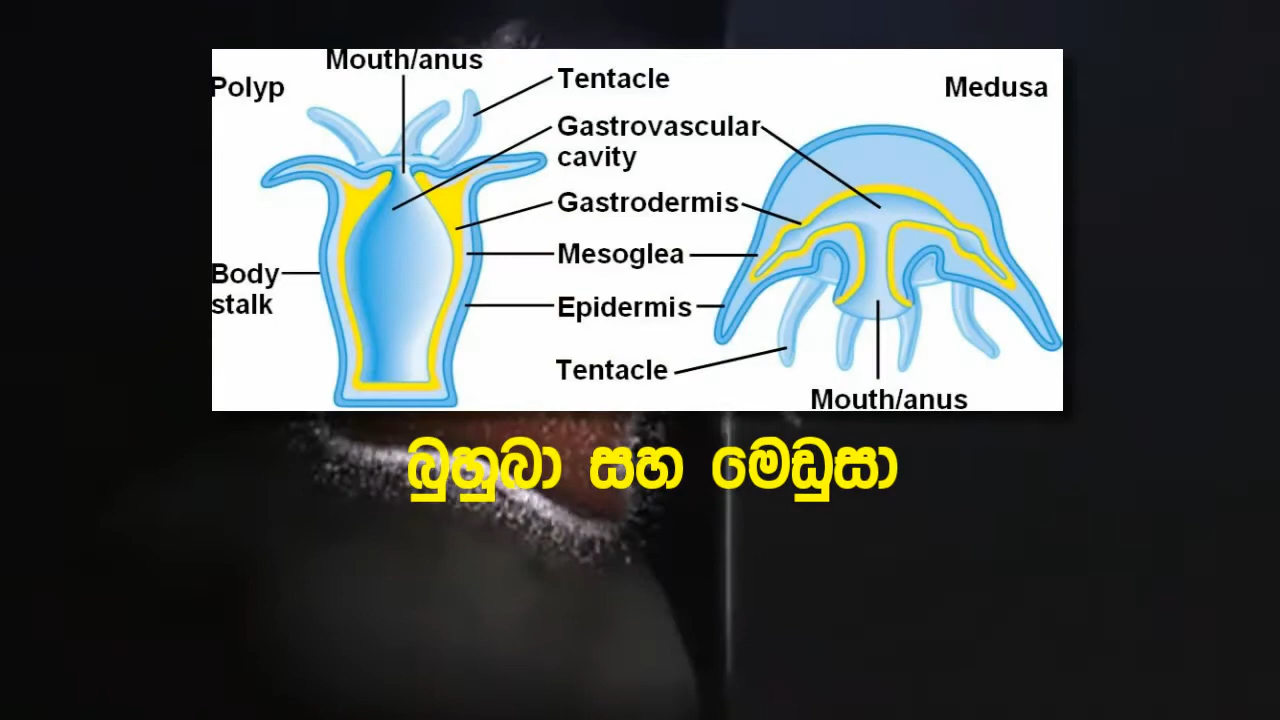 Mouth/anus
Polyp
Tentacle
Medusa
Gastrovascular
cavity
Gastrodermis
Mesoglea
Body
stalk
Epidermis
Tentacle
Mouth/anus
බුහුබා සහ මෙඩුසා